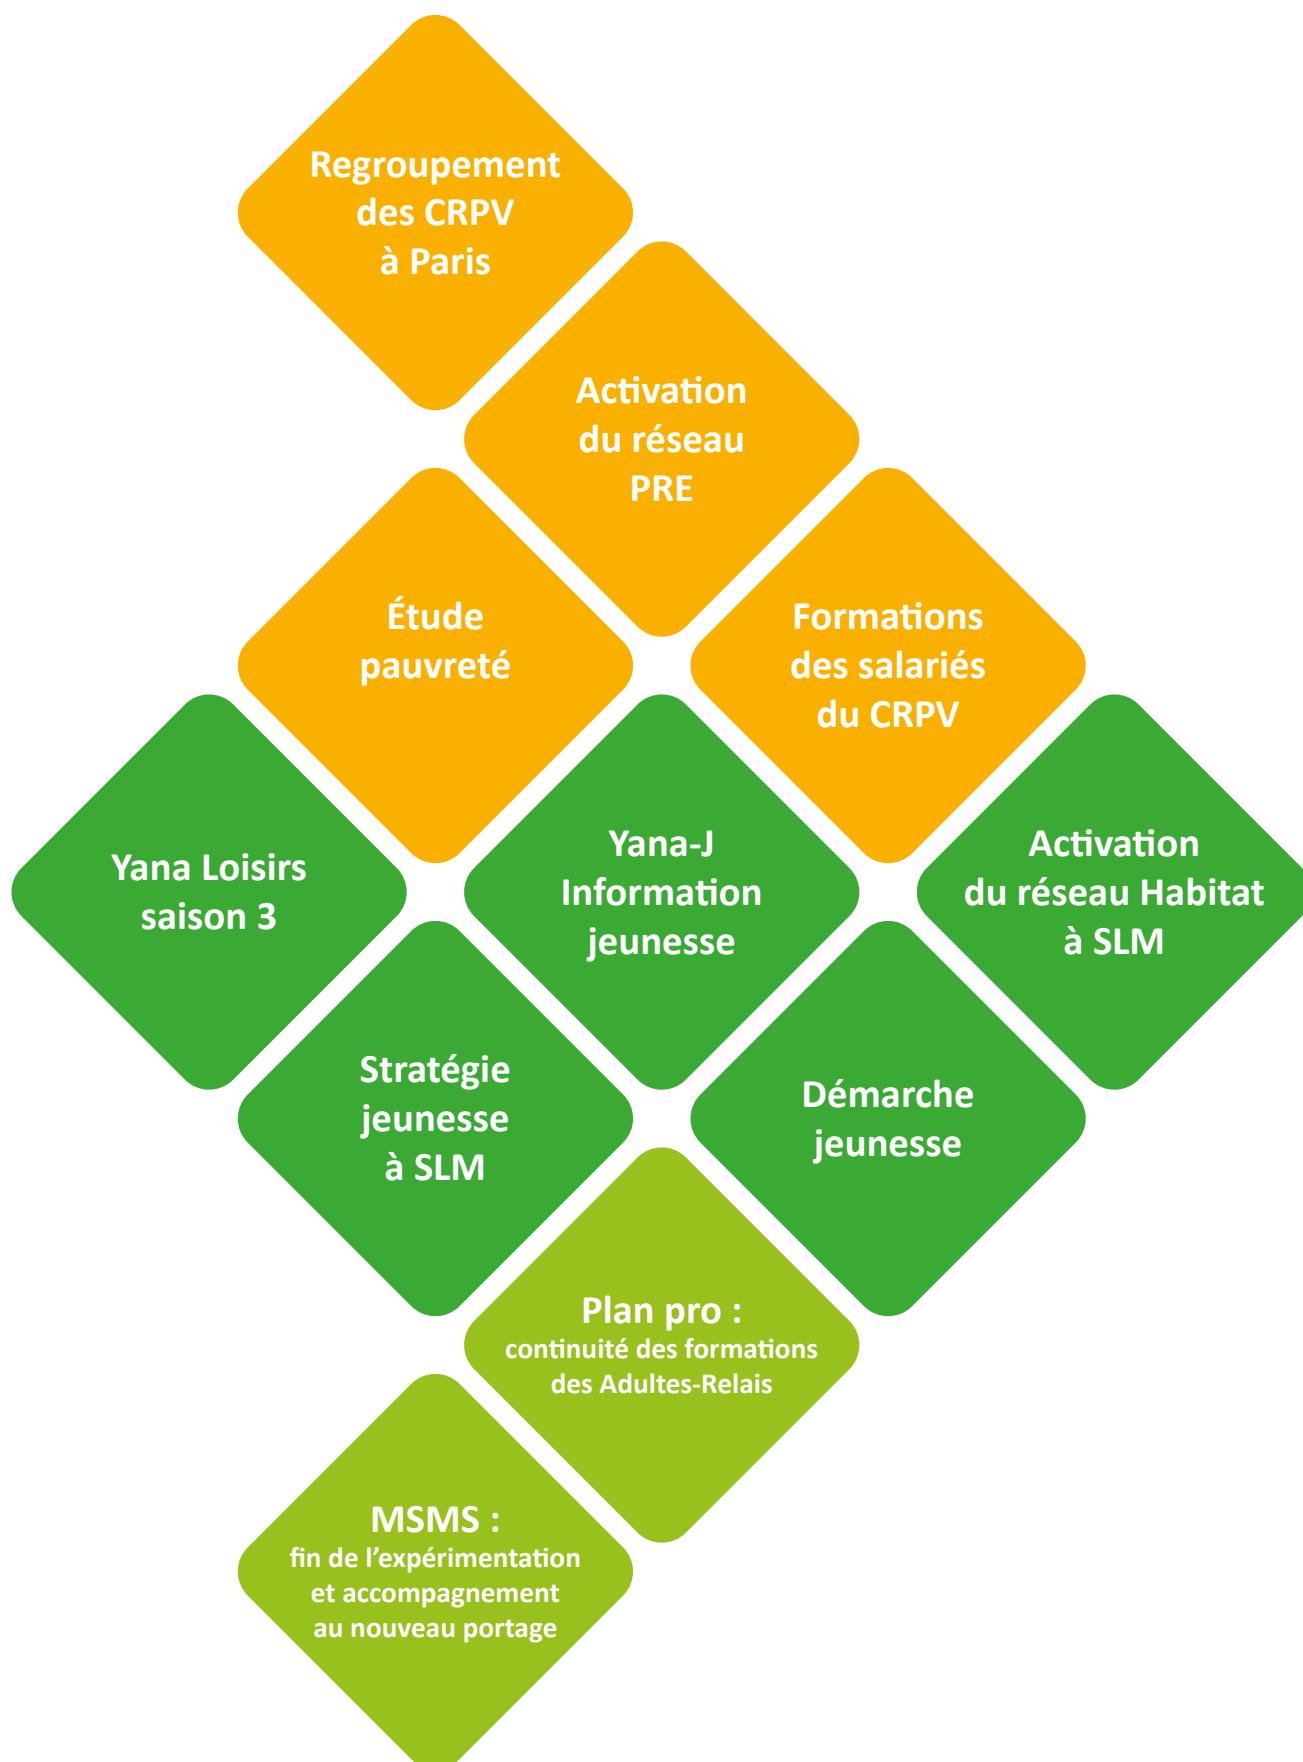 Regroupement
des CRPV
à Paris
Activation
du réseau
PRE
Étude
pauvreté
Formations
des salariés
du CRPV
Yana Loisirs
saison 3
Yana-J
Information
jeunesse
Activation
du réseau Habitat
à SLM
Stratégie
jeunesse
à SLM
Démarche
jeunesse
Plan pro :
continuité des formations
des Adultes-Relais
MSMS :
fin de l’expérimentation
et accompagnement
au nouveau portage